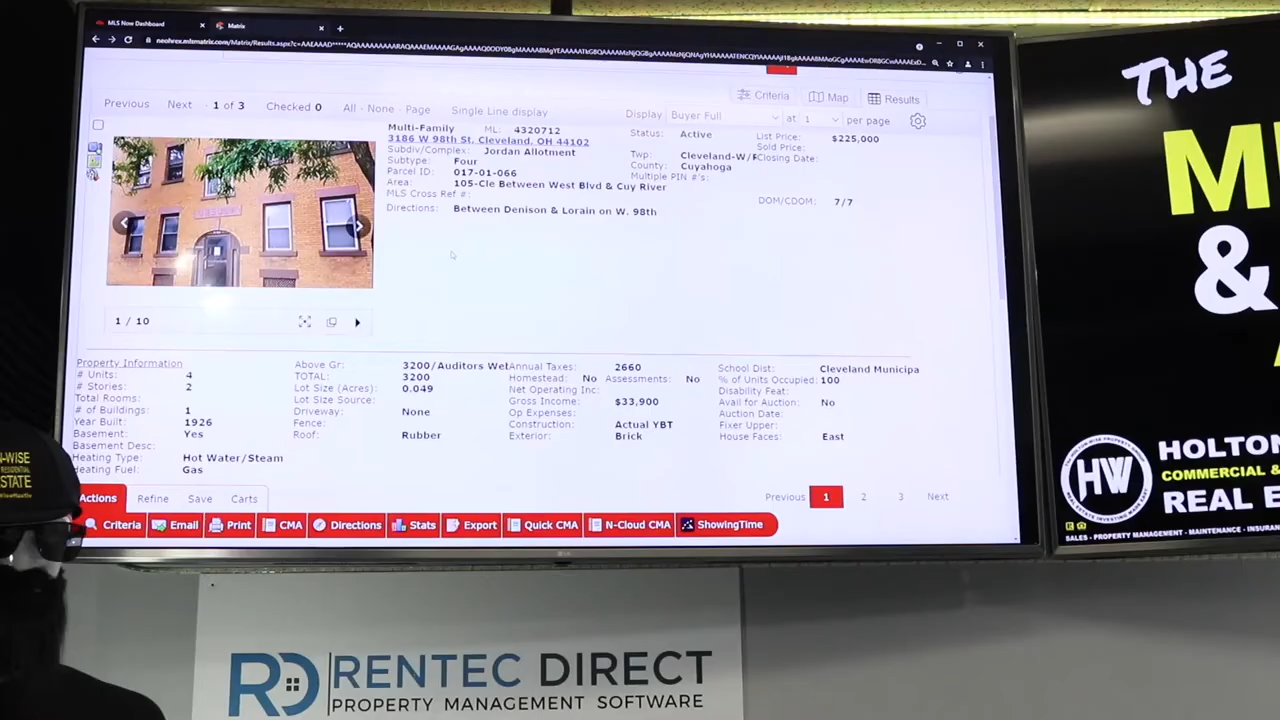 MLS Now Dashboard
Matrix
Previous Next 1 of 3 Checked 0 All - None - Page Single Line display
Criteria Map Results
Display Buyer Full at 1 per page
Multi-Family ML: 4320712
3186 W 98th St, Cleveland, OH 44102
Subdiv/Complex: Jordan Allotment
Subtype: Four
Parcel ID: 017-01-066
Area: 105-Cle Between West Blvd & Cuy River
MLS Cross Ref #:
Directions: Between Denison & Lorain on W. 98th
Status: Active
Twp: Cleveland-W/F
County: Cuyahoga
Multiple PIN #'s:
List Price: $225,000
Sold Price:
Closing Date:
DOM/CDOM: 7/7
1 / 10
Property Information
# Units: 4
# Stories: 2
Total Rooms:
# of Buildings: 1
Year Built: 1926
Basement: Yes
Basement Desc:
Heating Type: Hot Water/Steam
Heating Fuel: Gas
Above Gr: 3200/Auditors Wel
TOTAL: 3200
Lot Size (Acres): 0.049
Lot Size Source:
Driveway: None
Fence:
Roof: Rubber
Annual Taxes: 2660
Homestead: No Assessments: No
Net Operating Inc:
Gross Income: $33,900
Op Expenses:
Construction: Actual YBT
Exterior: Brick
School Dist: Cleveland Municipa
% of Units Occupied: 100
Disability Feat:
Avail for Auction: No
Auction Date:
Fixer Upper:
House Faces: East
Actions Refine Save Carts
Previous 1 2 3 Next
Criteria Email Print CMA Directions Stats Export Quick CMA N-Cloud CMA ShowingTime
THE
M
&
HW
HOLTON
COMMERCIAL &
REAL E
SALES - PROPERTY MANAGEMENT - MAINTENANCE - INSURAN
N-WISE
RESIDENTIAL
STATE
RD RENTEC DIRECT
PROPERTY MANAGEMENT SOFTWARE